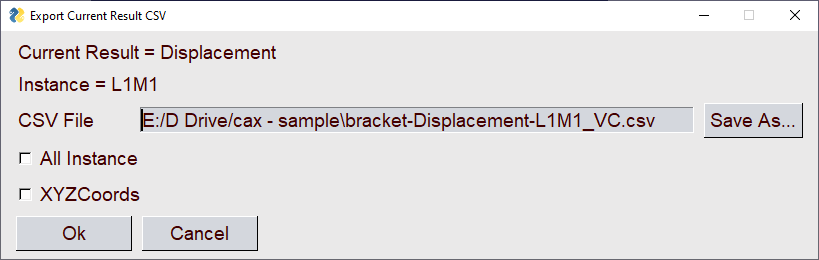 Export Current Result CSV
Current Result = Displacement
Instance = L1M1
CSV File E:/D Drive/cax - sample\bracket-Displacement-L1M1_VC.csv Save As...
All Instance
XYZCoords
Ok Cancel